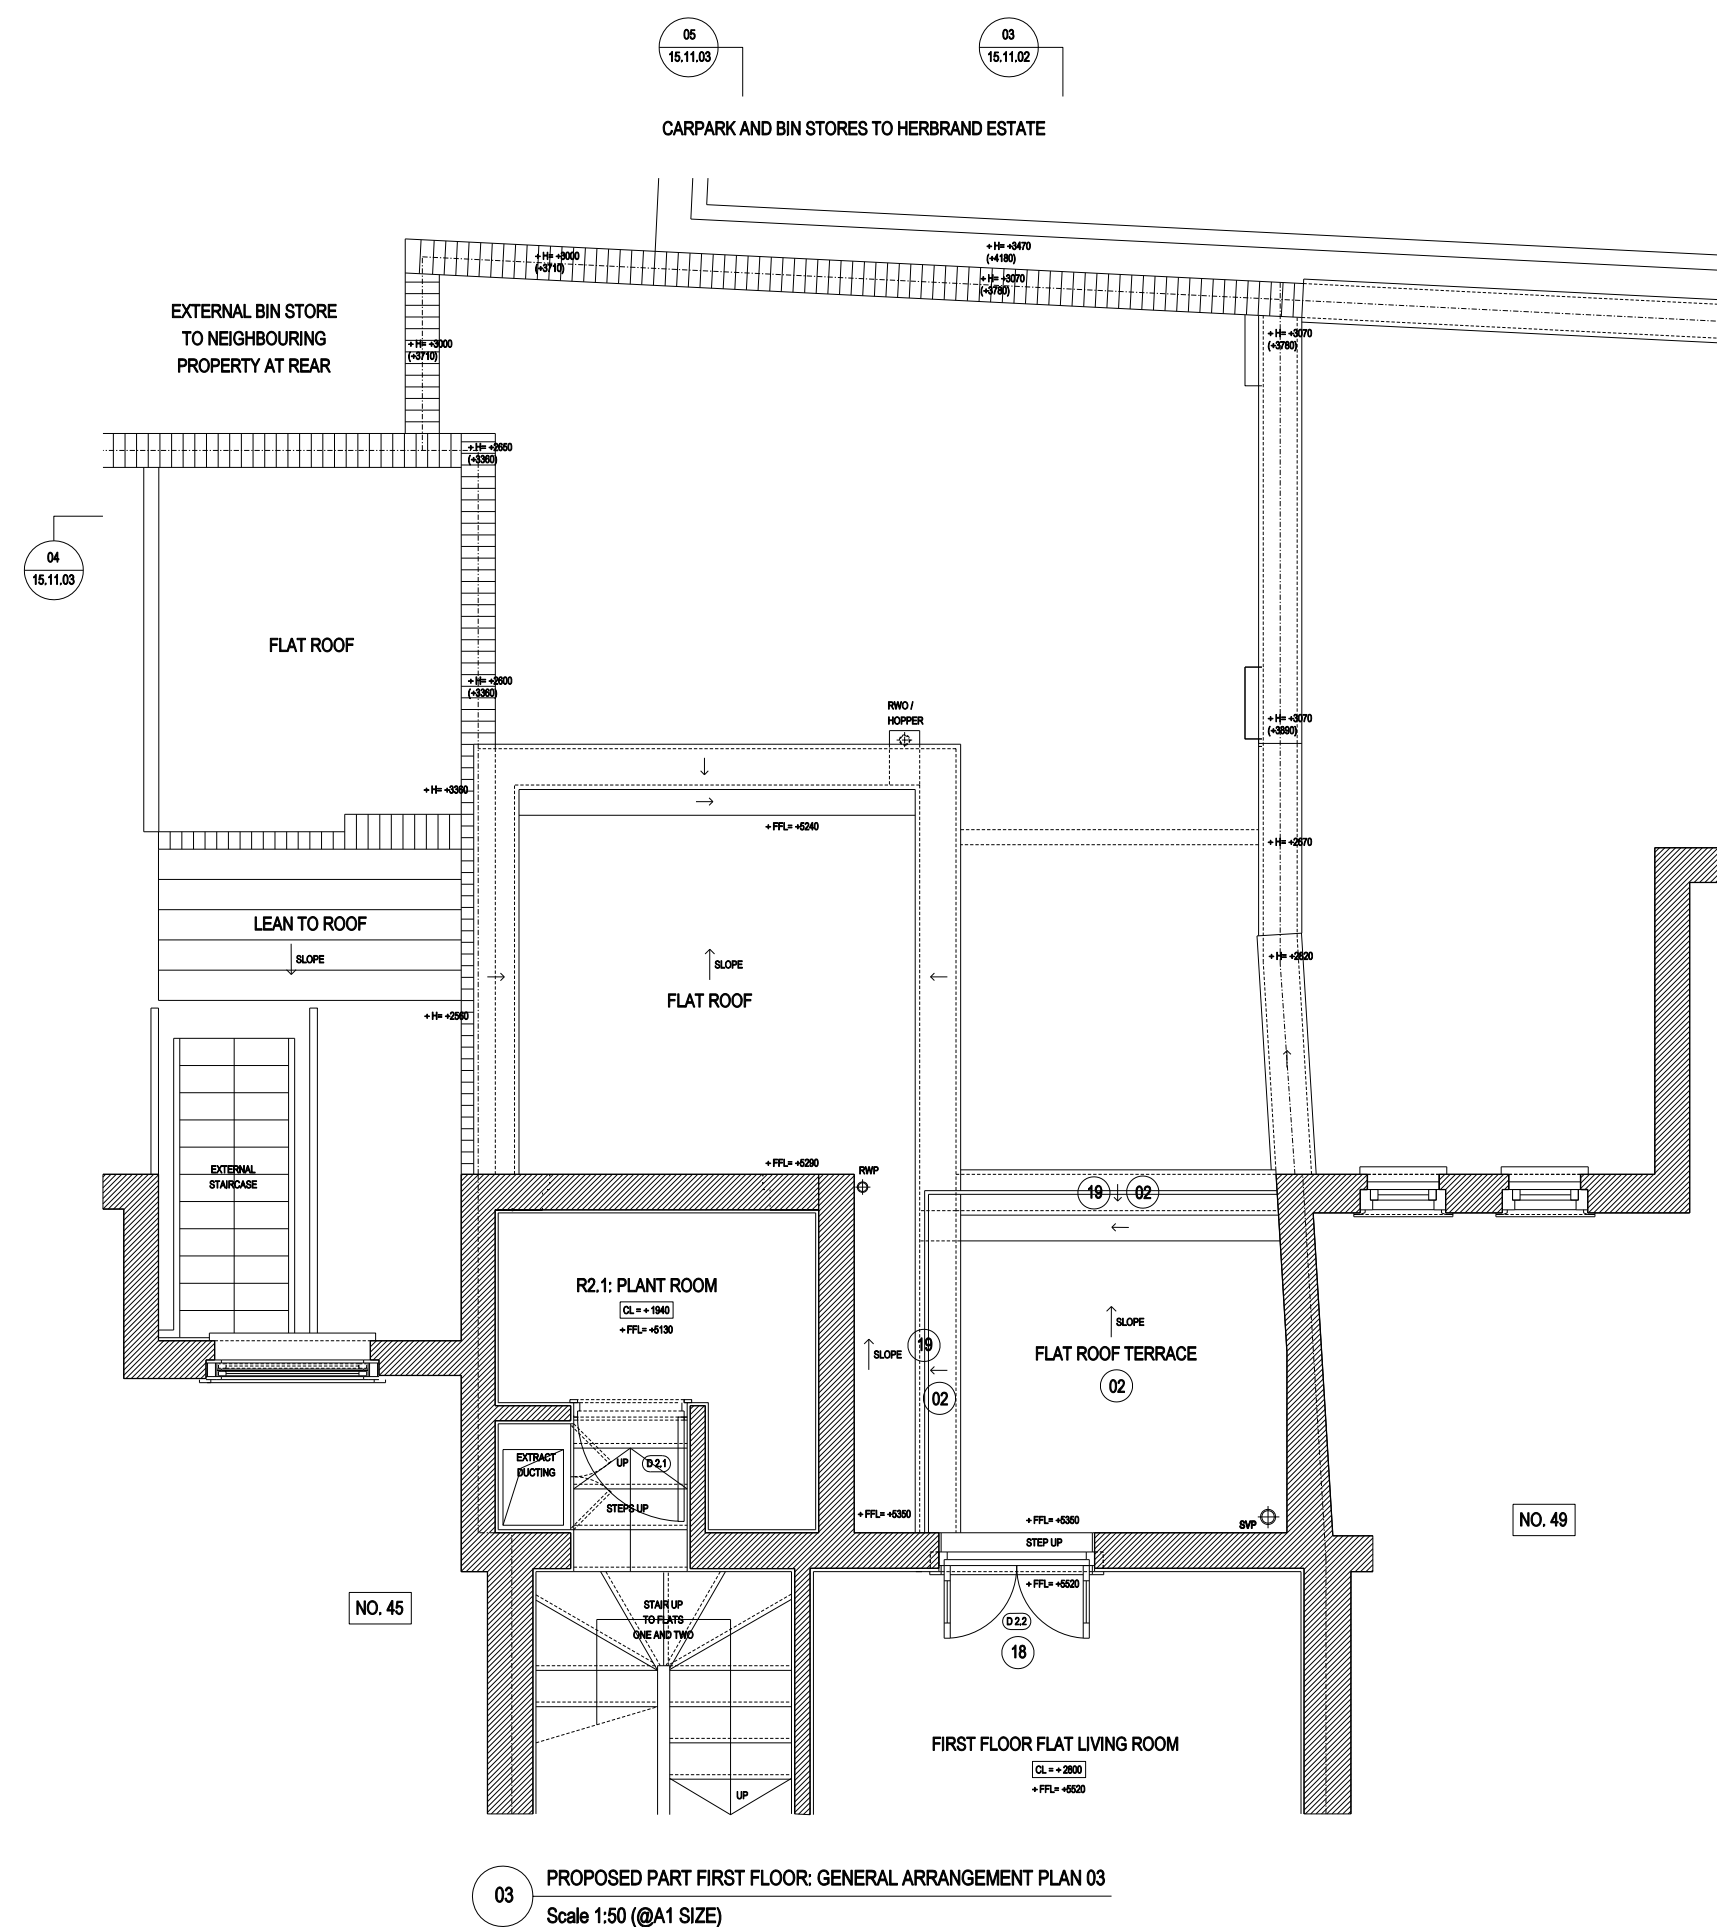 05
15.11.03
03
15.11.02
CARPARK AND BIN STORES TO HERBRAND ESTATE
+ H= +3470
(+4180)
+ H= +3000
(+3710)
+ H= +3070
(+3780)
EXTERNAL BIN STORE
TO NEIGHBOURING
PROPERTY AT REAR
+ H= +3000
(+3710)
+ H= +3070
(+3780)
+ H= +2650
(+3360)
04
15.11.03
FLAT ROOF
+ H= +2600
(+3360)
RWO /
HOPPER
+ H= +3070
(+3890)
+ H= +3360
+ FFL= +5240
+ H= +2670
LEAN TO ROOF
SLOPE
SLOPE
FLAT ROOF
+ H= +2820
+ H= +2560
EXTERNAL
STAIRCASE
+ FFL= +5290
RWP
19
02
R2.1: PLANT ROOM
CL = + 1940
+ FFL= +5130
SLOPE
FLAT ROOF TERRACE
02
19
SLOPE
02
EXTRACT
DUCTING
UP
D 2.1
STEPS UP
+ FFL= +5350
+ FFL= +5350
SVP
STEP UP
NO. 49
+ FFL= +5520
D 2.2
18
NO. 45
STAIR UP
TO FLATS
ONE AND TWO
FIRST FLOOR FLAT LIVING ROOM
CL = + 2800
+ FFL= +5520
UP
03
PROPOSED PART FIRST FLOOR: GENERAL ARRANGEMENT PLAN 03
Scale 1:50 (@A1 SIZE)